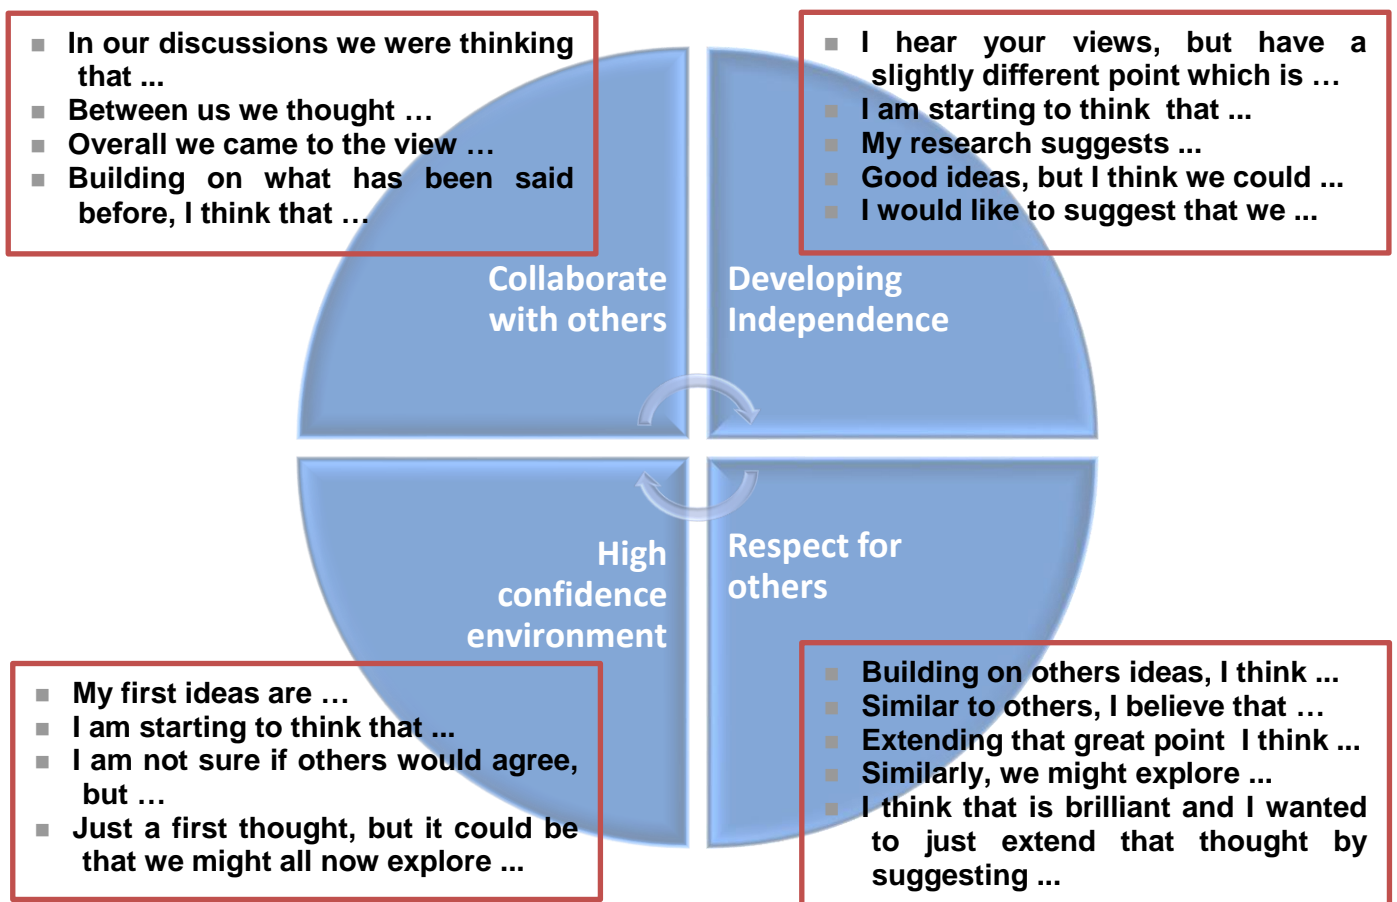 ■ In our discussions we were thinking
that ...
■ Between us we thought …
■ Overall we came to the view …
■ Building on what has been said
before, I think that …
■ I hear your views, but have a
slightly different point which is …
■ I am starting to think that ...
■ My research suggests ...
■ Good ideas, but I think we could ...
■ I would like to suggest that we ...
Collaborate
with others
Developing
Independence
High
confidence
environment
Respect for
others
■ My first ideas are …
■ I am starting to think that ...
■ I am not sure if others would agree,
but …
■ Just a first thought, but it could be
that we might all now explore ...
■ Building on others ideas, I think ...
■ Similar to others, I believe that …
■ Extending that great point I think ...
■ Similarly, we might explore ...
■ I think that is brilliant and I wanted
to just extend that thought by
suggesting ...